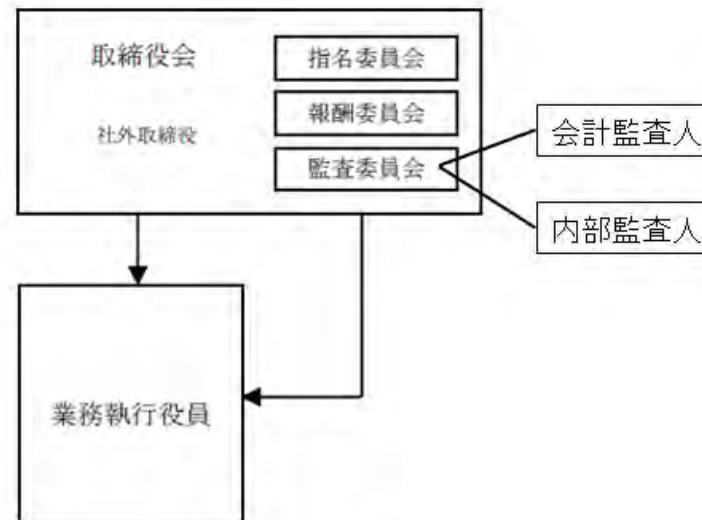 取締役会
社外取締役
指名委員会
報酬委員会
監査委員会
会計監査人
内部監査人
業務執行役員